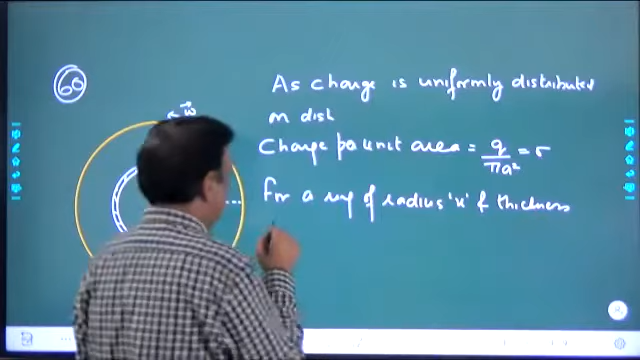 60
ω
As charge is uniformly distributed
on disk
Charge per unit area = q/πa² = σ
For a ring of radius 'x' & thickness